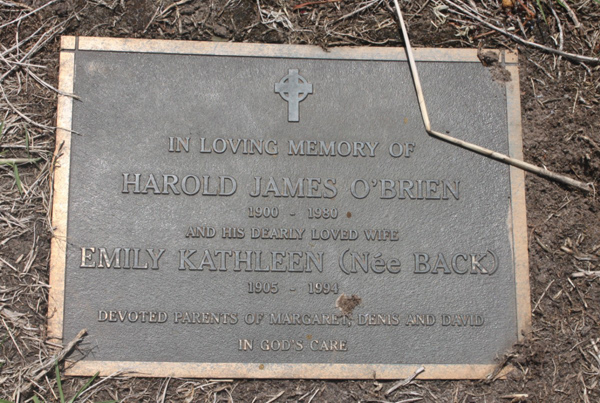 IN LOVING MEMORY OF
HAROLD JAMES O'BRIEN
1900 - 1980
AND HIS DEARLY LOVED WIFE
EMILY KATHLEEN (Née BACK)
1905 - 1994
DEVOTED PARENTS OF MARGARET, DENIS AND DAVID
IN GOD'S CARE